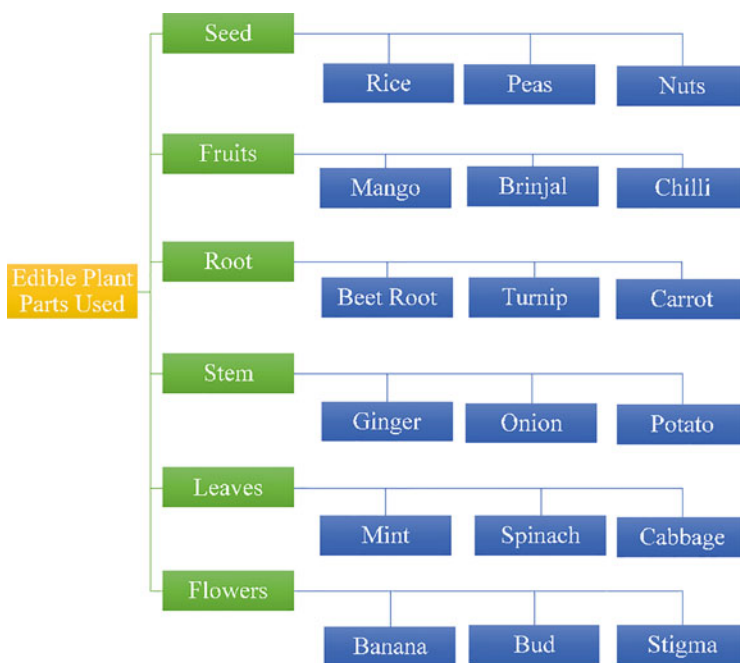 Seed
Rice Peas Nuts
Fruits
Mango Brinjal Chilli
Root
Edible Plant
Parts Used
Beet Root Turnip Carrot
Stem
Ginger Onion Potato
Leaves
Mint Spinach Cabbage
Flowers
Banana Bud Stigma